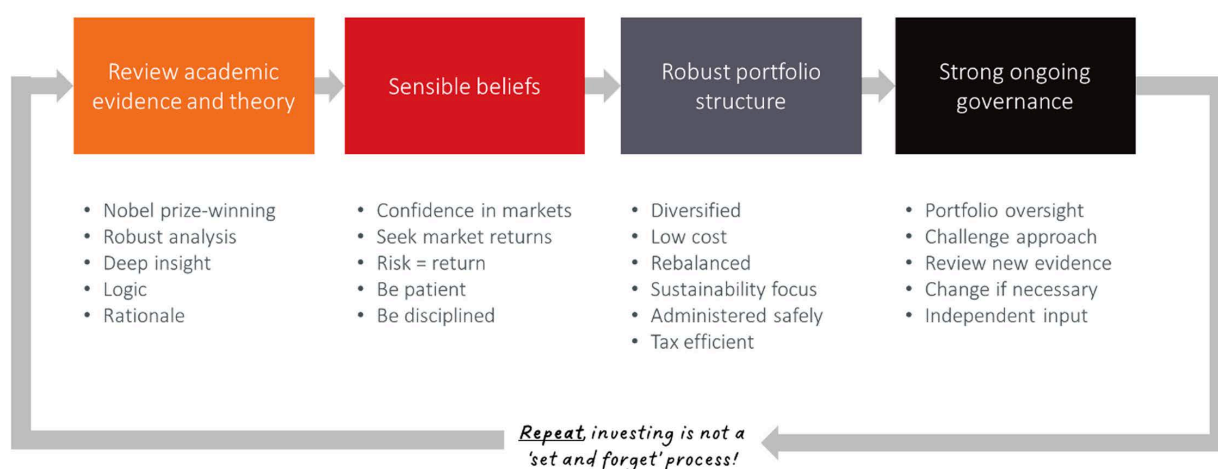 Review academic
evidence and theory
Sensible beliefs
Robust portfolio
structure
Strong ongoing
governance
• Nobel prize-winning
• Robust analysis
• Deep insight
• Logic
• Rationale
• Confidence in markets
• Seek market returns
• Risk = return
• Be patient
• Be disciplined
• Diversified
• Low cost
• Rebalanced
• Sustainability focus
• Administered safely
• Tax efficient
• Portfolio oversight
• Challenge approach
• Review new evidence
• Change if necessary
• Independent input
Repeat, investing is not a
'set and forget' process!